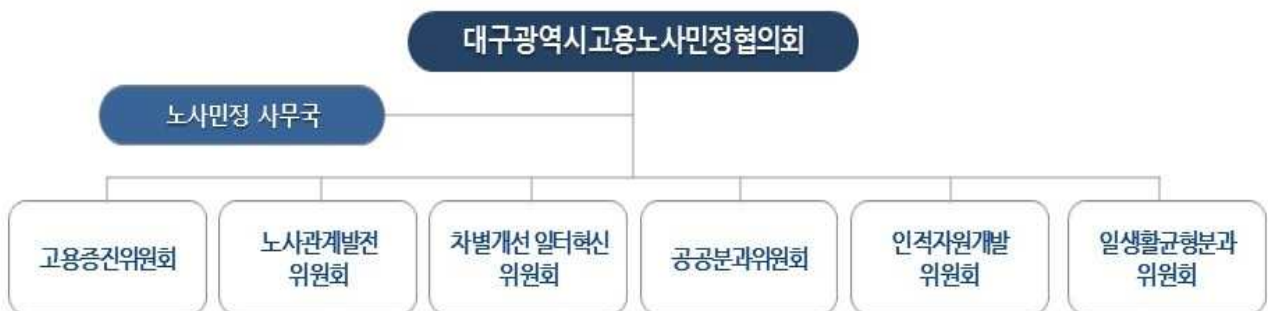 대구광역시고용노사민정협의회
노사민정 사무국
고용증진위원회
노사관계발전
위원회
차별개선 일터혁신
위원회
공공분과위원회
인적자원개발
위원회
일생활균형분과
위원회